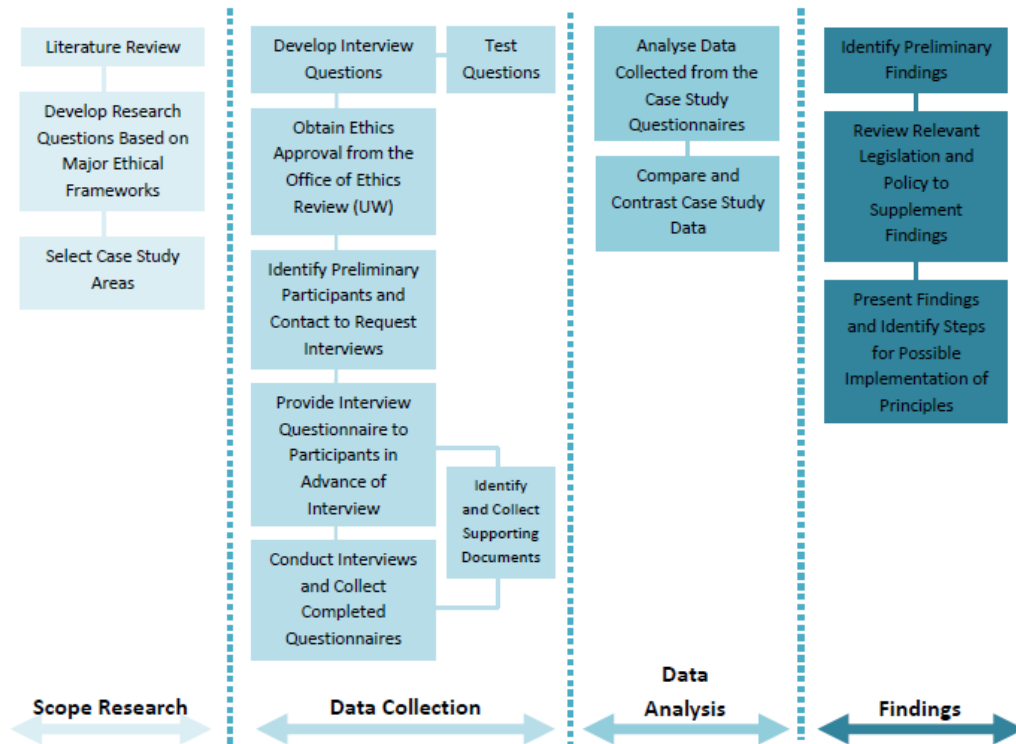 Literature Review
Develop Research
Questions Based on
Major Ethical
Frameworks
Select Case Study
Areas
Scope Research
Develop Interview
Questions
Test
Questions
Obtain Ethics
Approval from the
Office of Ethics
Review (UW)
Identify Preliminary
Participants and
Contact to Request
Interviews
Provide Interview
Questionnaire to
Participants in
Advance of
Interview
Identify
and Collect
Supporting
Documents
Conduct Interviews
and Collect
Completed
Questionnaires
Data Collection
Analyse Data
Collected from the
Case Study
Questionnaires
Compare and
Contrast Case Study
Data
Data
Analysis
Identify Preliminary
Findings
Review Relevant
Legislation and
Policy to
Supplement
Findings
Present Findings
and Identify Steps
for Possible
Implementation of
Principles
Findings